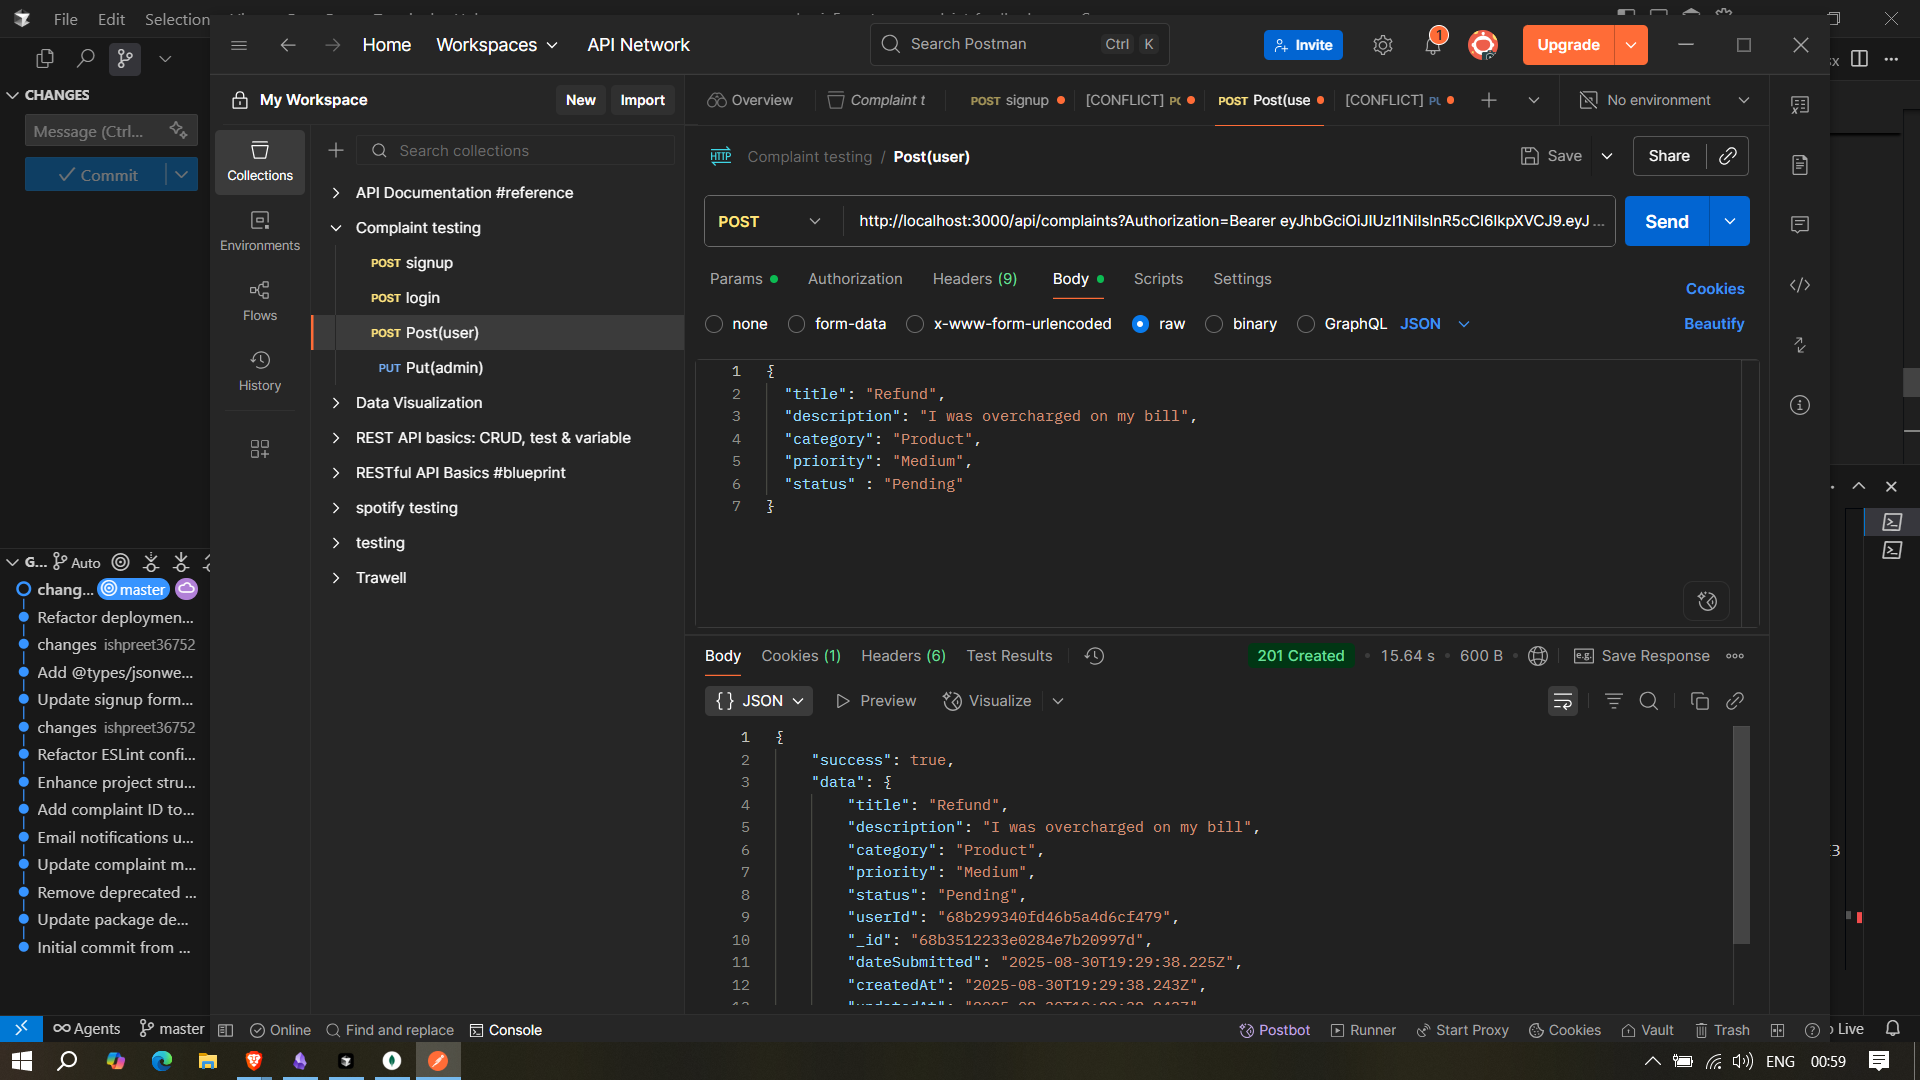 File Edit Selection
Home Workspaces API Network
Search Postman Ctrl K
Invite
1
Upgrade
CHANGES
Message (Ctrl...
Commit
My Workspace
New Import
Overview
Complaint t
POST signup
[CONFLICT] PC
POST Post(use
[CONFLICT] PU
No environment
Collections
Environments
Flows
History
Search collections
API Documentation #reference
Complaint testing
POST signup
POST login
POST Post(user)
PUT Put(admin)
Data Visualization
REST API basics: CRUD, test & variable
RESTful API Basics #blueprint
spotify testing
testing
Trawell
HTTP Complaint testing / Post(user)
Save Share
POST http://localhost:3000/api/complaints?Authorization=Bearer eyJhbGciOiJIUzI1NiIsInR5cCI6IkpXVCJ9.eyJ ...
Send
Params Authorization Headers (9) Body Scripts Settings
Cookies
none form-data x-www-form-urlencoded raw binary GraphQL JSON
Beautify
1 {
2 "title": "Refund",
3 "description": "I was overcharged on my bill",
4 "category": "Product",
5 "priority": "Medium",
6 "status" : "Pending"
7 }
G... Auto
chang... master
Refactor deploymen...
changes ishpreet36752
Add @types/jsonwe...
Update signup form...
changes ishpreet36752
Refactor ESLint confi...
Enhance project stru...
Add complaint ID to...
Email notifications u...
Update complaint m...
Remove deprecated ...
Update package de...
Initial commit from ...
Body Cookies (1) Headers (6) Test Results
201 Created 15.64 s 600 B
e.g. Save Response
{} JSON Preview Visualize
1 {
2 "success": true,
3 "data": {
4 "title": "Refund",
5 "description": "I was overcharged on my bill",
6 "category": "Product",
7 "priority": "Medium",
8 "status": "Pending",
9 "userId": "68b299340fd46b5a4d6cf479",
10 "_id": "68b3512233e0284e7b20997d",
11 "dateSubmitted": "2025-08-30T19:29:38.225Z",
12 "createdAt": "2025-08-30T19:29:38.243Z",
Agents master
Online Find and replace Console
Postbot Runner Start Proxy Cookies Vault Trash
Live
ENG 00:59